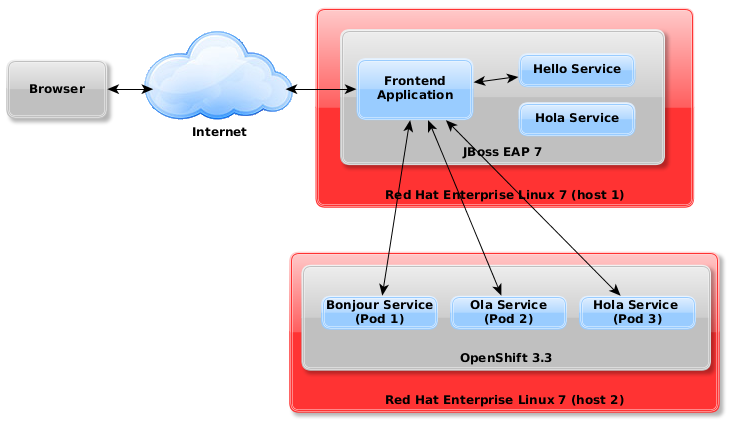 Browser
Internet
Frontend
Application
Hello Service
Hola Service
JBoss EAP 7
Red Hat Enterprise Linux 7 (host 1)
Bonjour Service
(Pod 1)
Ola Service
(Pod 2)
Hola Service
(Pod 3)
OpenShift 3.3
Red Hat Enterprise Linux 7 (host 2)